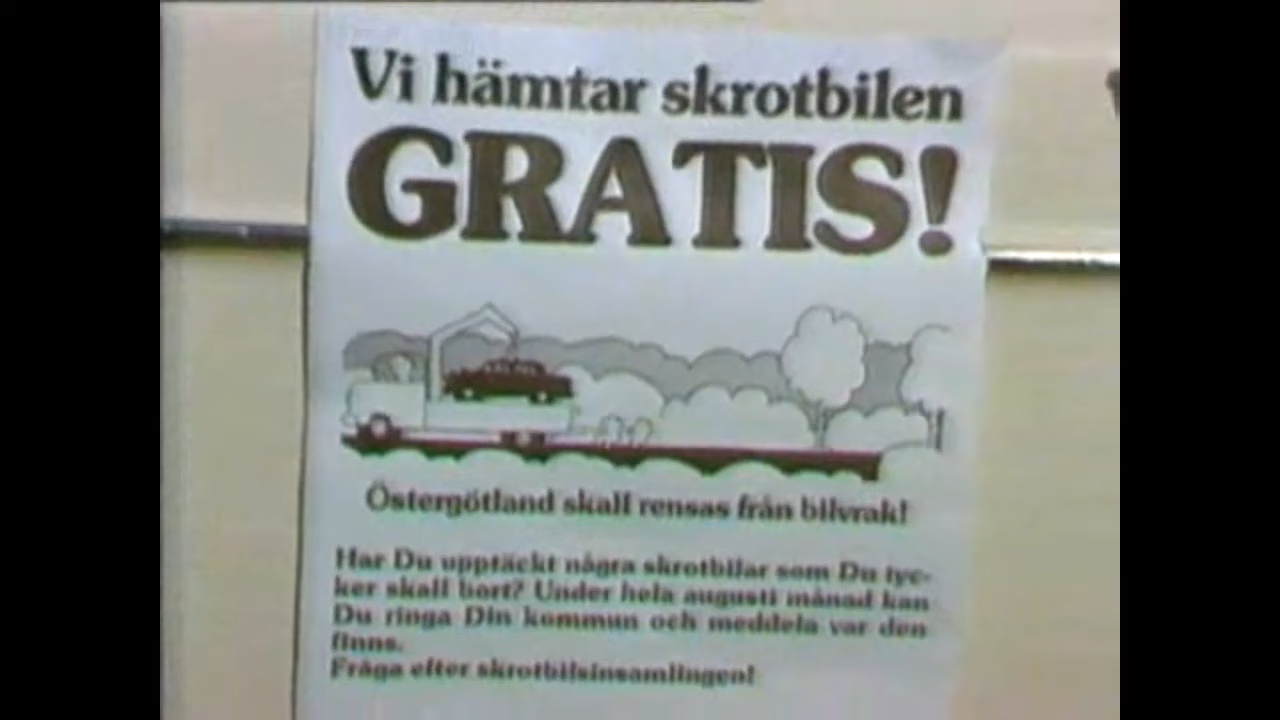 Vi hämtar skrotbilen
GRATIS!
Östergötland skall rensas från bilvrak!
Har Du upptäckt några skrotbilar som Du tyc-
ker skall bort? Under hela augusti månad kan
Du ringa Din kommun och meddela var den
finns.
Fråga efter skrotbilsinsamlingen!